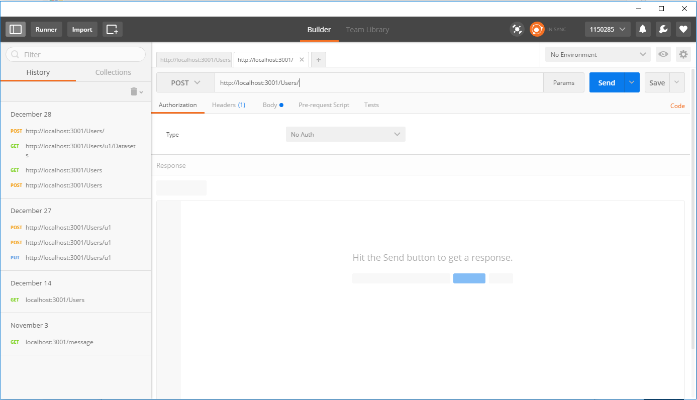 Runner Import Builder Team Library IN SYNC 1150285
Filter
History Collections
December 28
POST http://localhost:3001/Users/
GET http://localhost:3001/Users/u1/Dataset
s
GET http://localhost:3001/Users
POST http://localhost:3001/Users
December 27
POST http://localhost:3001/Users/u1
POST http://localhost:3001/Users/u1
PUT http://localhost:3001/Users/u1
December 14
GET localhost:3001/Users
November 3
GET localhost:3001/message
http://localhost:3001/Users http://localhost:3001/ × + No Environment
POST http://localhost:3001/Users/ Params Send Save
Authorization Headers (1) Body Pre-request Script Tests Code
Type No Auth
Response
Hit the Send button to get a response.